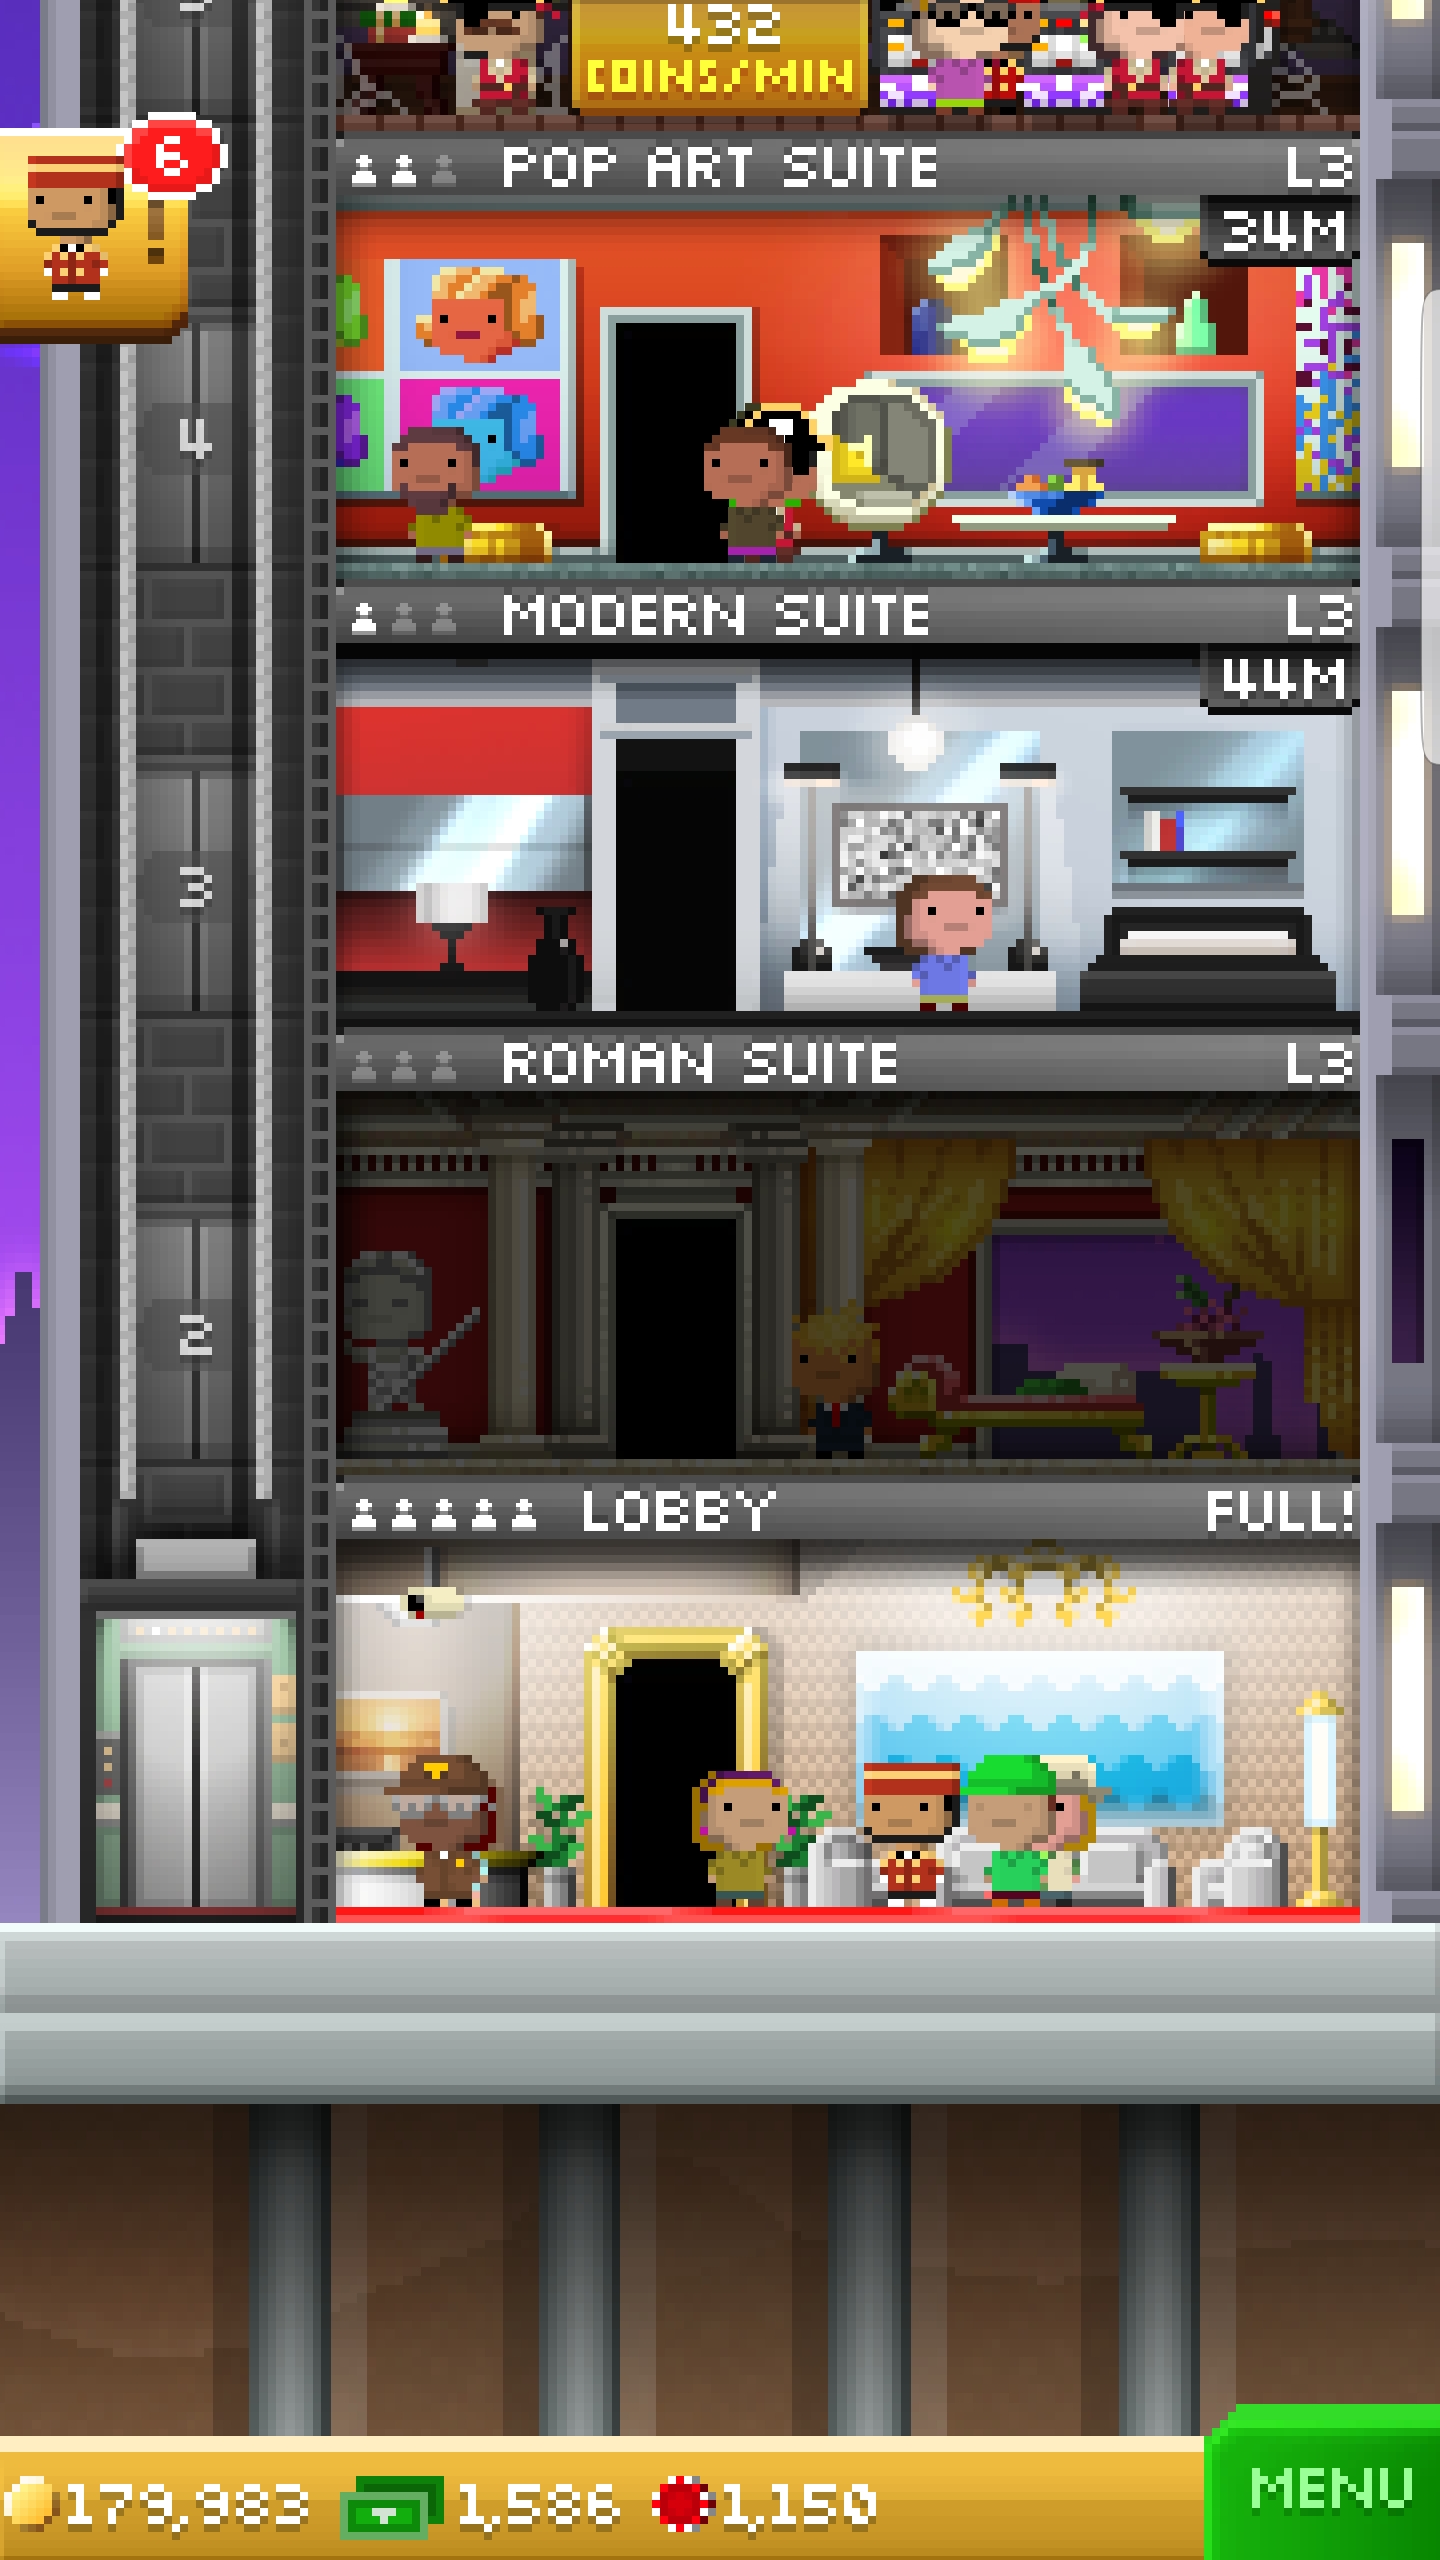 432
COINS/MIN
6
!
POP ART SUITE L3
34M
4
MODERN SUITE L3
44M
3
ROMAN SUITE L3
2
LOBBY FULL!
179,983 1,586 1,150
MENU